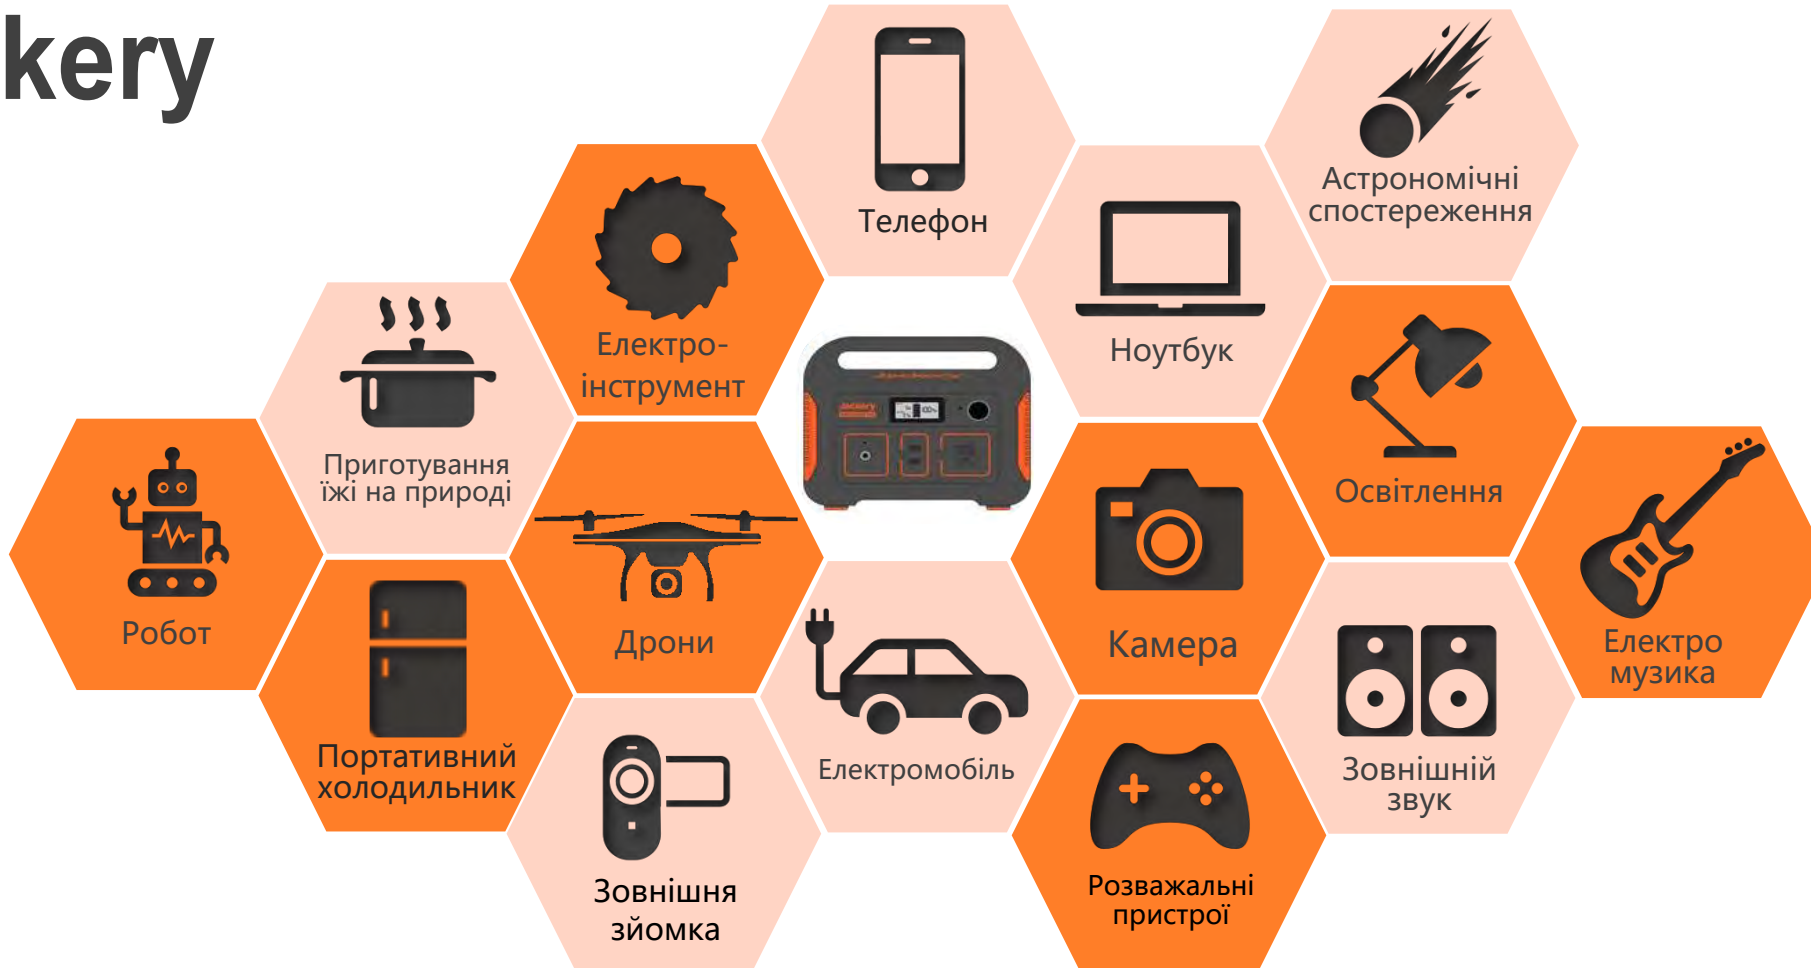 kery
Телефон
Астрономічні
спостереження
Електро-
інструмент
Ноутбук
Приготування
їжі на природі
Jackery
Освітлення
Робот
Дрони
Камера
Електро
музика
Портативний
холодильник
Електромобіль
Зовнішній
звук
Зовнішня
зйомка
Розважальні
пристрої